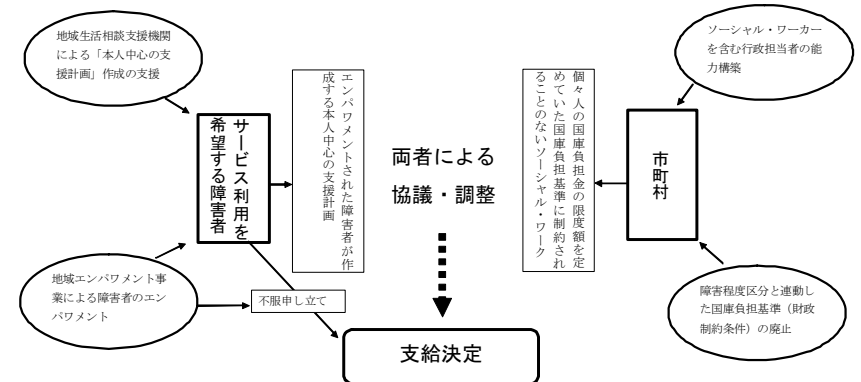 地域生活相談支援機関
による「本人中心の支
援計画」作成の支援
サービス利用を
希望する障害者
エンパワメントされた障害者が作
成する本人中心の支援計画
地域エンパワメント事
業による障害者のエン
パワメント
不服申し立て
両者による
協議・調整
支給決定
個々人の国庫負担金の限度額を定
めていた国庫負担基準に制約され
ることのないソーシャル・ワーク
ソーシャル・ワーカー
を含む行政担当者の能
力構築
市町村
障害程度区分と連動し
た国庫負担基準（財政
制約条件）の廃止